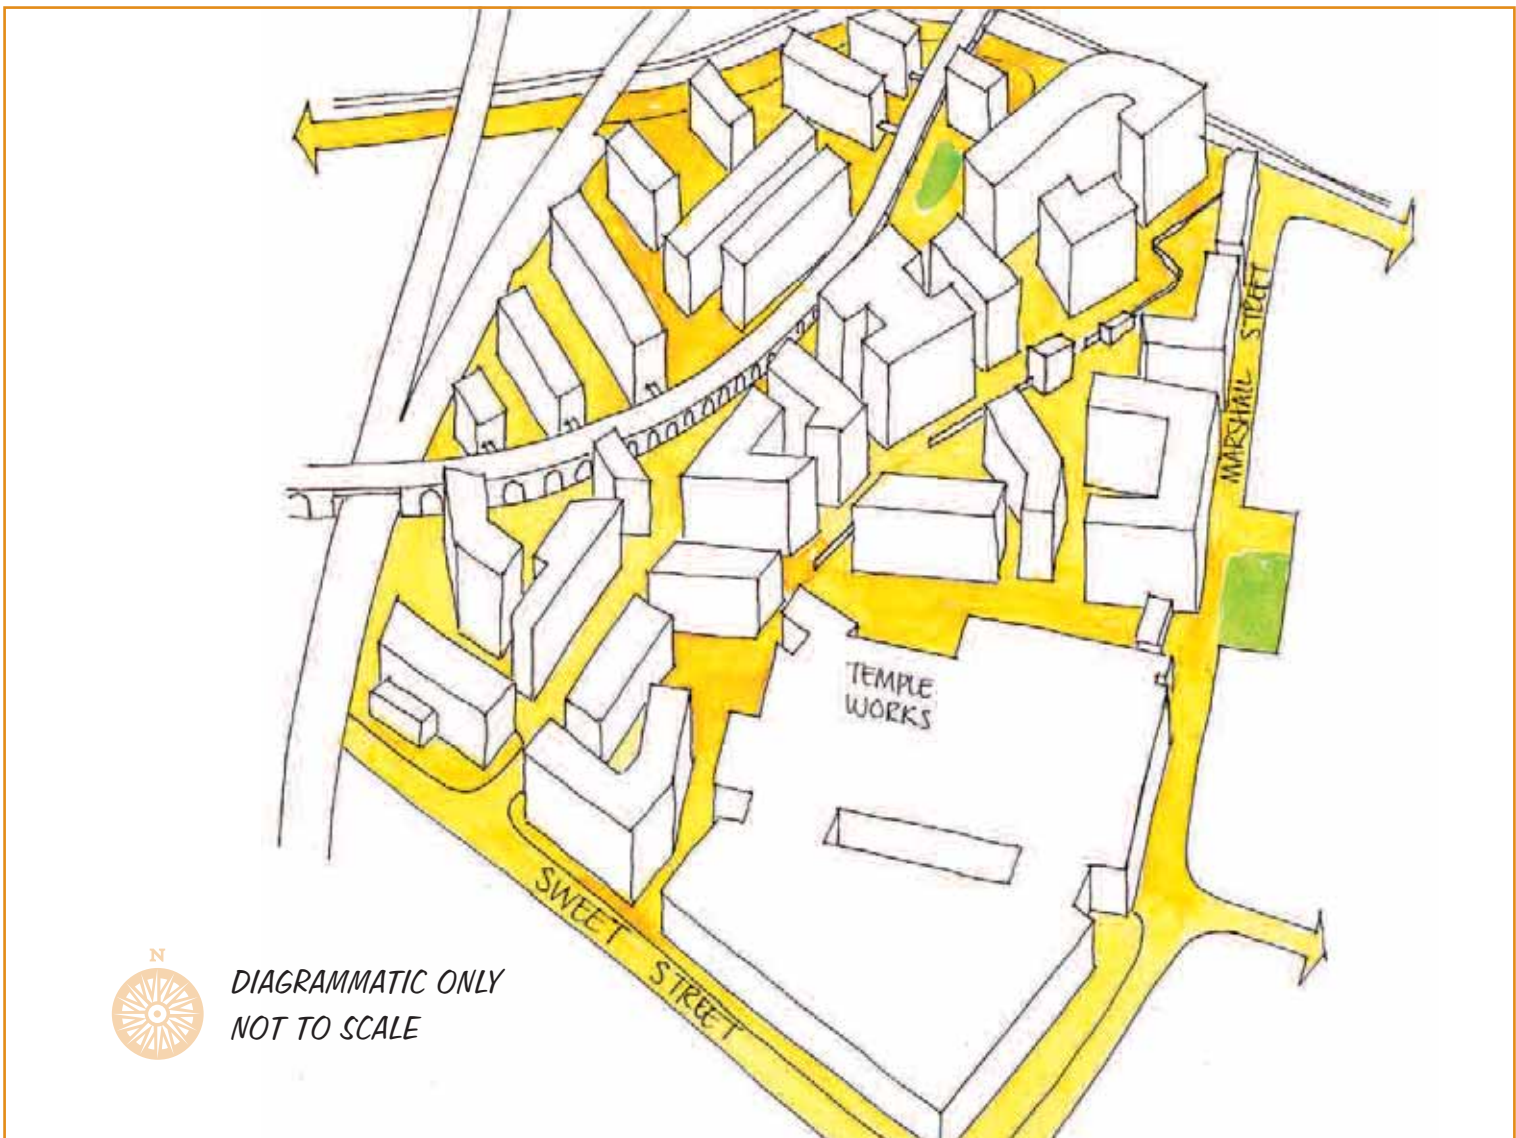 MARSHALL STREET
TEMPLE
WORKS
SWEET STREET
N
DIAGRAMMATIC ONLY
NOT TO SCALE